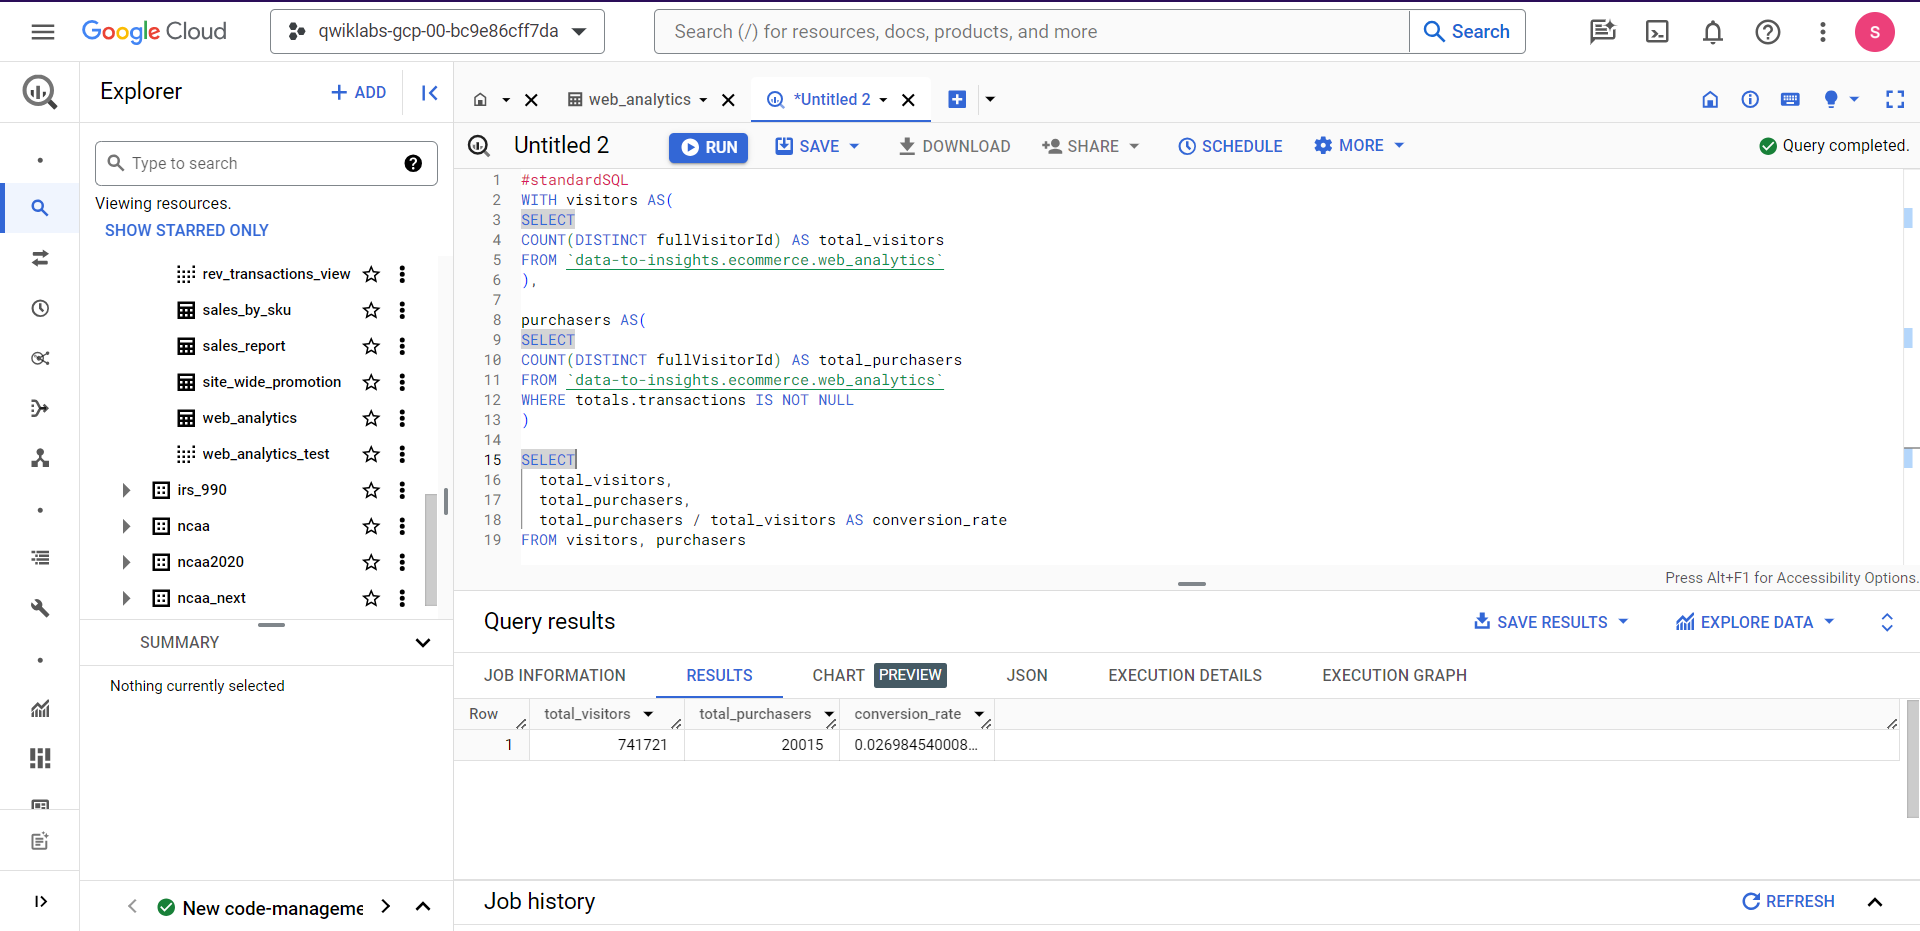 Google Cloud
qwiklabs-gcp-00-bc9e86cff7da
Search (/) for resources, docs, products, and more
Search
S
Explorer
ADD
web_analytics
*Untitled 2
Type to search
Viewing resources.
SHOW STARRED ONLY
rev_transactions_view
sales_by_sku
sales_report
site_wide_promotion
web_analytics
web_analytics_test
irs_990
ncaa
ncaa2020
ncaa_next
SUMMARY
Nothing currently selected
New code-manageme
Untitled 2
RUN
SAVE
DOWNLOAD
SHARE
SCHEDULE
MORE
Query completed.
1 #standardSQL
2 WITH visitors AS(
3 SELECT
4 COUNT(DISTINCT fullVisitorId) AS total_visitors
5 FROM `data-to-insights.ecommerce.web_analytics`
6 ),
7
8 purchasers AS(
9 SELECT
10 COUNT(DISTINCT fullVisitorId) AS total_purchasers
11 FROM `data-to-insights.ecommerce.web_analytics`
12 WHERE totals.transactions IS NOT NULL
13 )
14
15 SELECT
16 total_visitors,
17 total_purchasers,
18 total_purchasers / total_visitors AS conversion_rate
19 FROM visitors, purchasers
Press Alt+F1 for Accessibility Options.
Query results
SAVE RESULTS
EXPLORE DATA
JOB INFORMATION
RESULTS
CHART PREVIEW
JSON
EXECUTION DETAILS
EXECUTION GRAPH
Row total_visitors total_purchasers conversion_rate
1 741721 20015 0.026984540008...
Job history
REFRESH